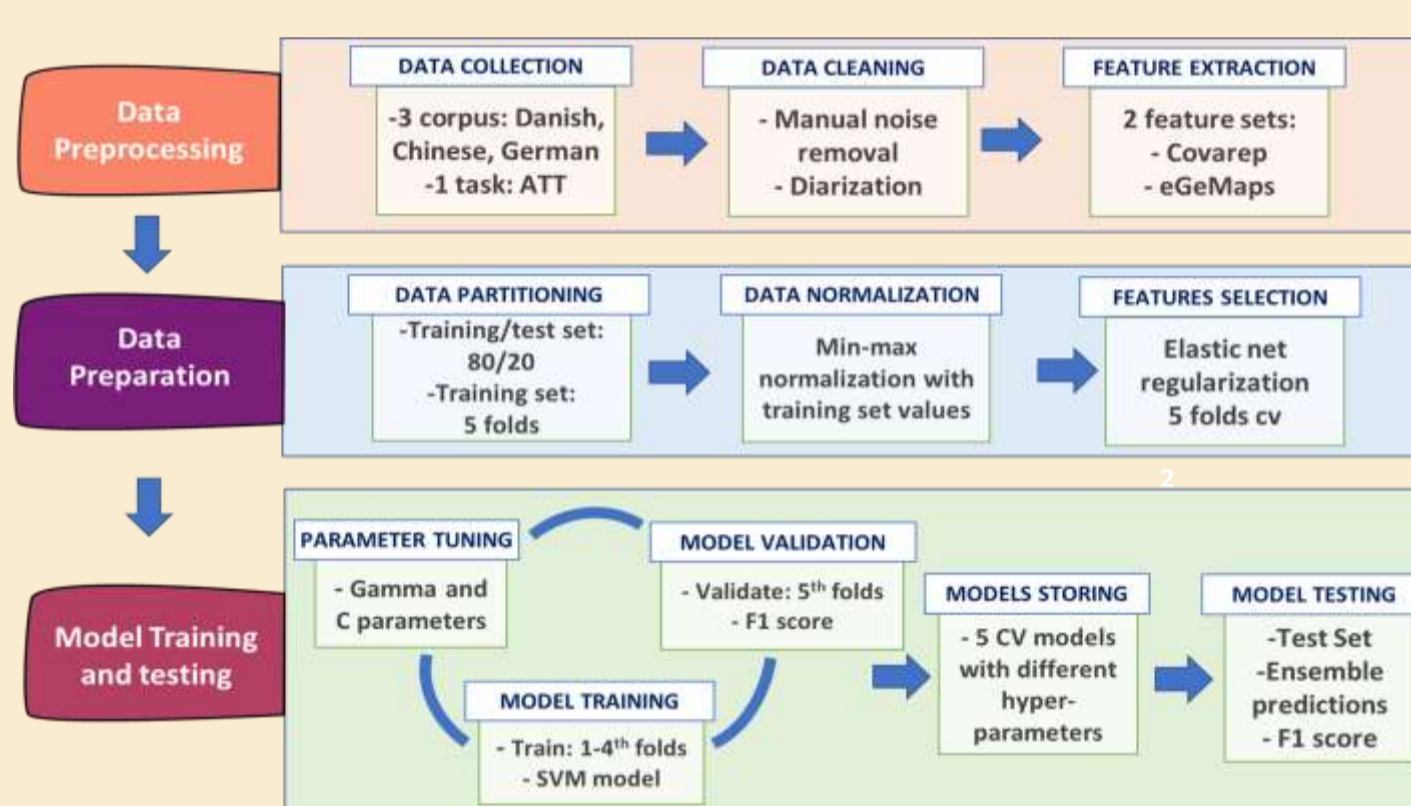 Data
Preprocessing
DATA COLLECTION
-3 corpus: Danish,
Chinese, German
-1 task: ATT
DATA CLEANING
- Manual noise
removal
- Diarization
FEATURE EXTRACTION
2 feature sets:
- Covarep
- eGeMaps
Data
Preparation
DATA PARTITIONING
-Training/test set:
80/20
-Training set:
5 folds
DATA NORMALIZATION
Min-max
normalization with
training set values
FEATURES SELECTION
Elastic net
regularization
5 folds cv
2
Model Training
and testing
PARAMETER TUNING
- Gamma and
C parameters
MODEL VALIDATION
- Validate: 5th folds
- F1 score
MODEL TRAINING
- Train: 1-4th folds
- SVM model
MODELS STORING
- 5 CV models
with different
hyper-
parameters
MODEL TESTING
-Test Set
-Ensemble
predictions
- F1 score